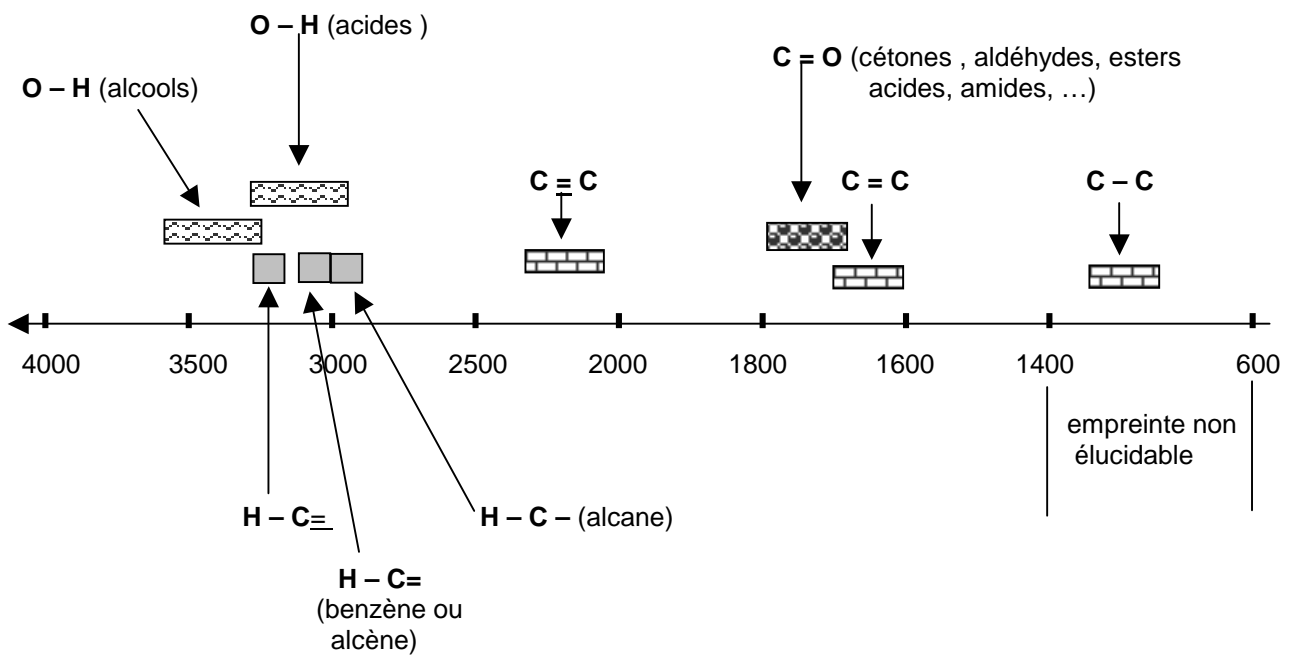 O – H (acides )
C = O (cétones , aldéhydes, esters
acides, amides, …)
O – H (alcools)
C ≡ C
C = C
C – C
4000 3500 3000 2500 2000 1800 1600 1400 600
empreinte non
élucidable
H – C≡
H – C – (alcane)
H – C=
(benzène ou
alcène)